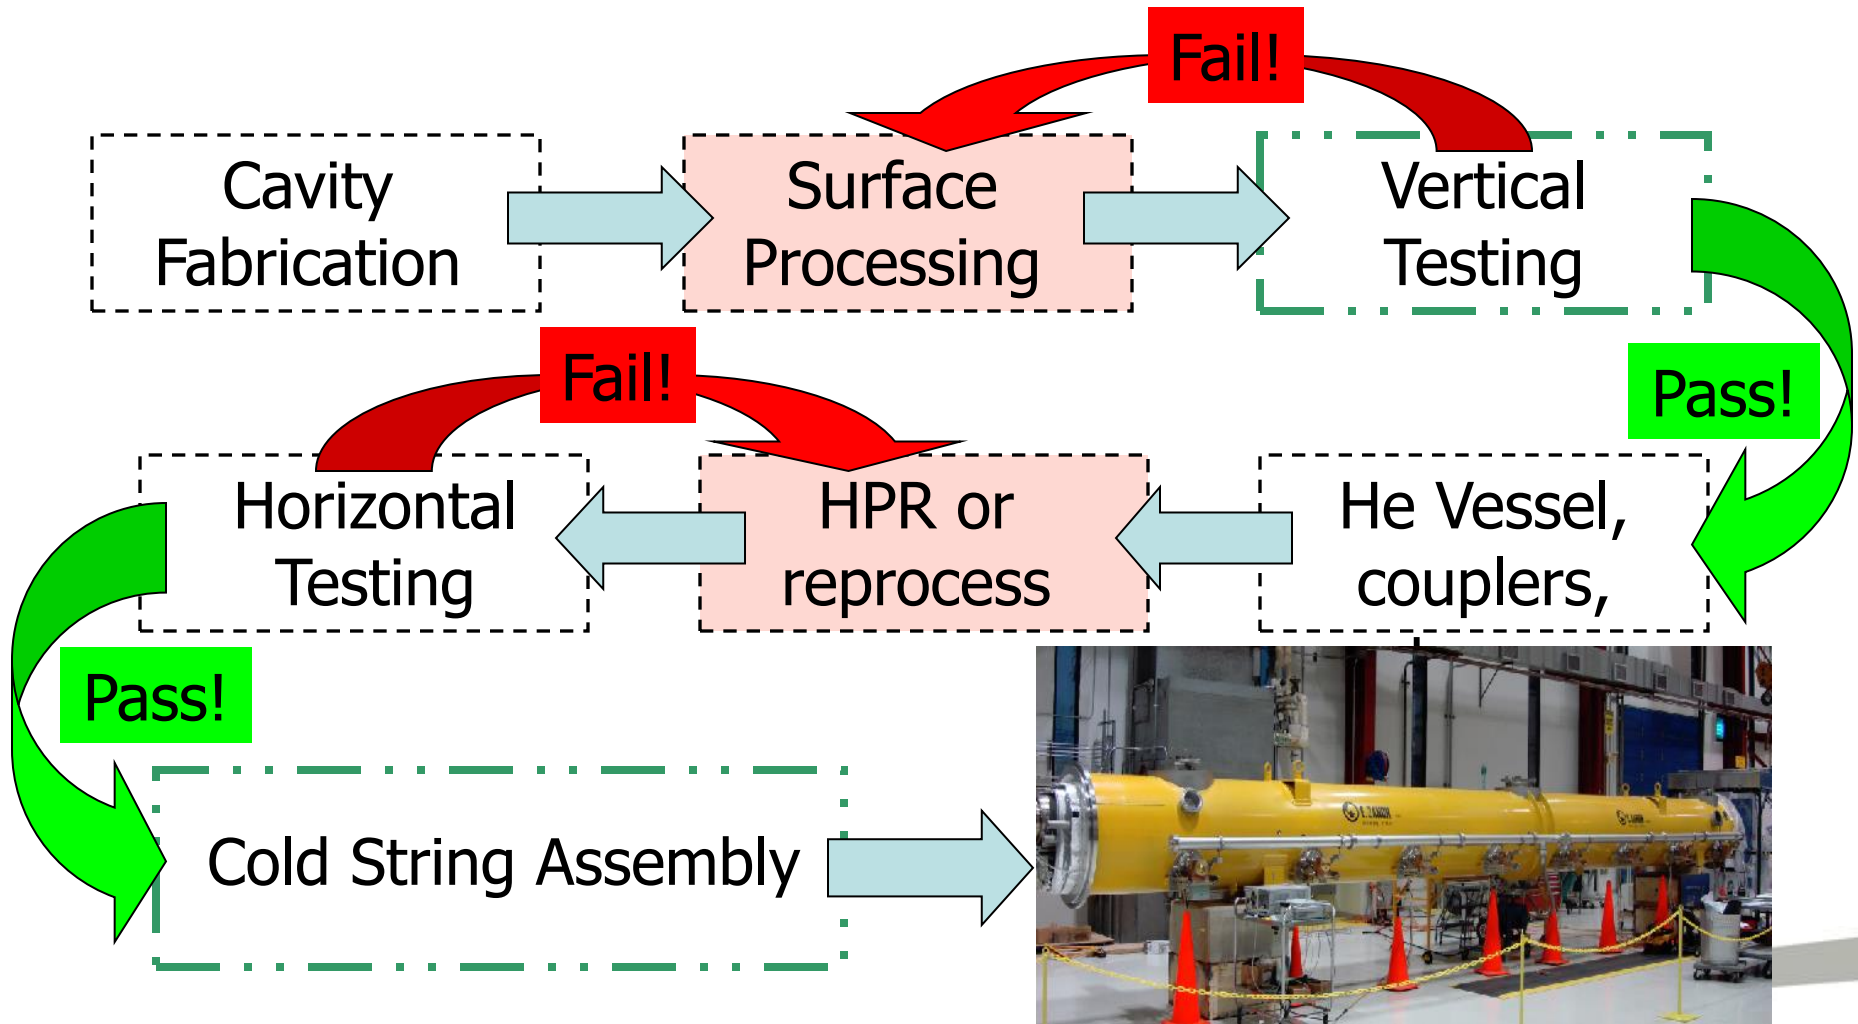 Fail!
Cavity
Fabrication
Surface
Processing
Vertical
Testing
Fail!
Pass!
Horizontal
Testing
HPR or
reprocess
He Vessel,
couplers,
Pass!
Cold String Assembly